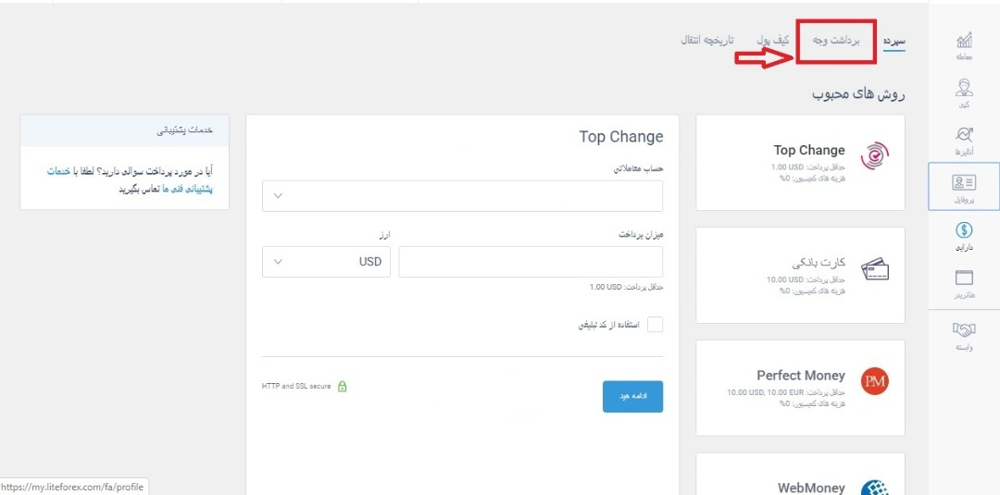 سپرده
برداشت وجه
کیف پول
تاریخچه انتقال
معامله
کپی
آنالیزها
پروفایل
دارایی
متاتریدر
وابسته
روش های محبوب
Top Change
حداقل پرداخت: 1.00 USD
هزینه های کمیسیون: 0%
کارت بانکی
حداقل پرداخت: 10.00 USD
هزینه های کمیسیون: 0%
Perfect Money
حداقل پرداخت: 10.00 USD, 10.00 EUR
هزینه های کمیسیون: 0%
WebMoney
Top Change
حساب معاملاتی
میزان پرداخت
ارز
USD
حداقل پرداخت: 1.00 USD
استفاده از کد تبلیغی
ادامه هید
HTTP and SSL secure
خدمات پشتیبانی
آیا در مورد پرداخت سوالی دارید؟ لطفا با خدمات
پشتیبانی فنی ما تماس بگیرید
https://my.liteforex.com/fa/profile